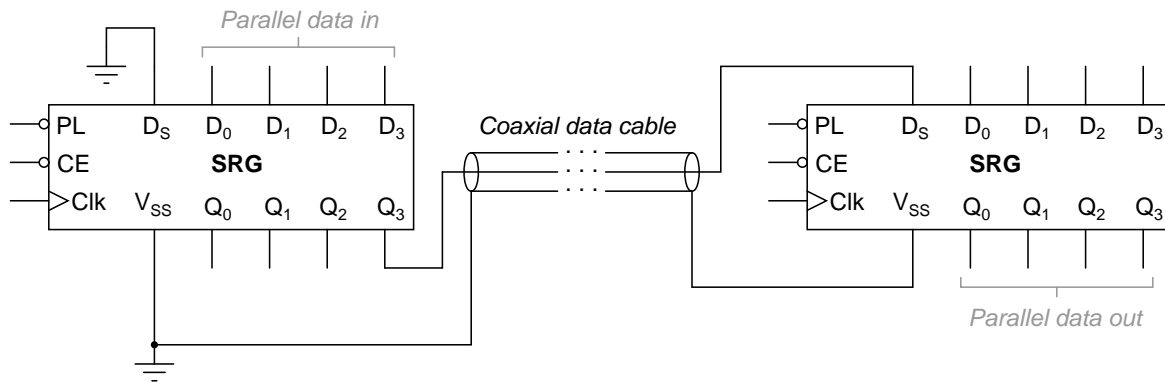 Parallel data in
PL D_S D_0 D_1 D_2 D_3
CE SRG
Clk V_SS Q_0 Q_1 Q_2 Q_3
Coaxial data cable
PL D_S D_0 D_1 D_2 D_3
CE SRG
Clk V_SS Q_0 Q_1 Q_2 Q_3
Parallel data out